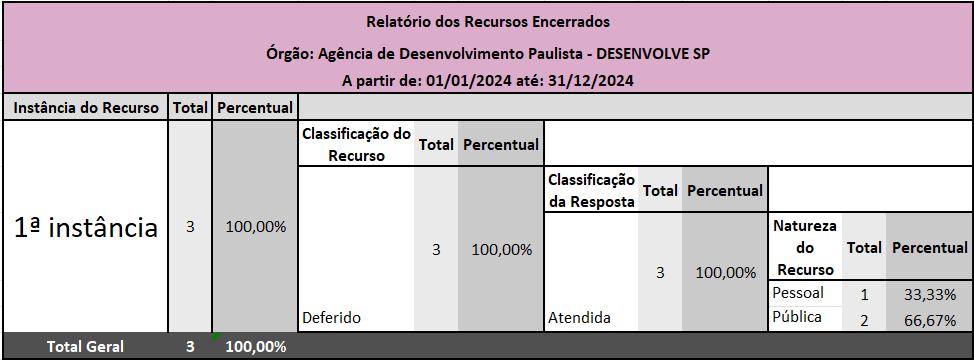 Relatório dos Recursos Encerrados
Órgão: Agência de Desenvolvimento Paulista - DESENVOLVE SP
A partir de: 01/01/2024 até: 31/12/2024
Instância do Recurso Total Percentual
Classificação do
Recurso Total Percentual
Classificação
da Resposta Total Percentual
1ª instância 3 100,00%
Natureza
do
Recurso Total Percentual
3 100,00%
3 100,00%
Pessoal 1 33,33%
Deferido
Atendida
Pública 2 66,67%
Total Geral 3 100,00%